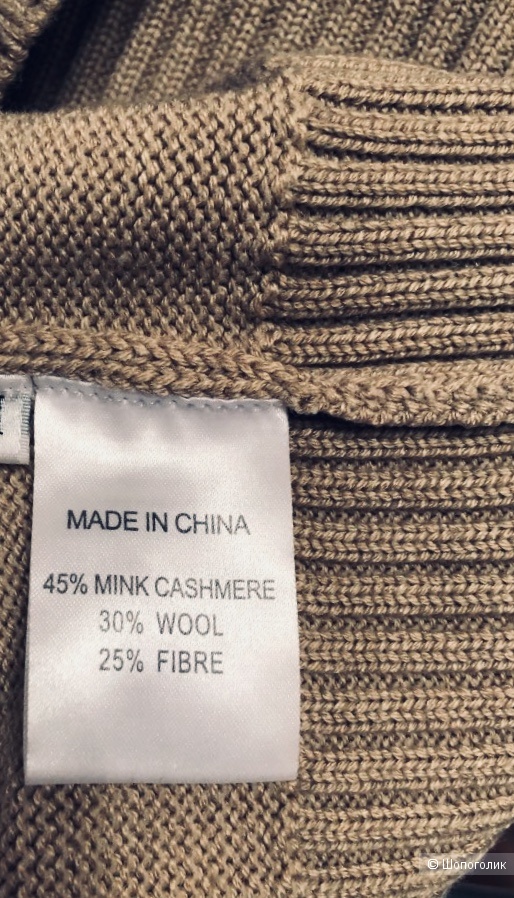 MADE IN CHINA
45% MINK CASHMERE
30% WOOL
25% FIBRE
© Шопоголик